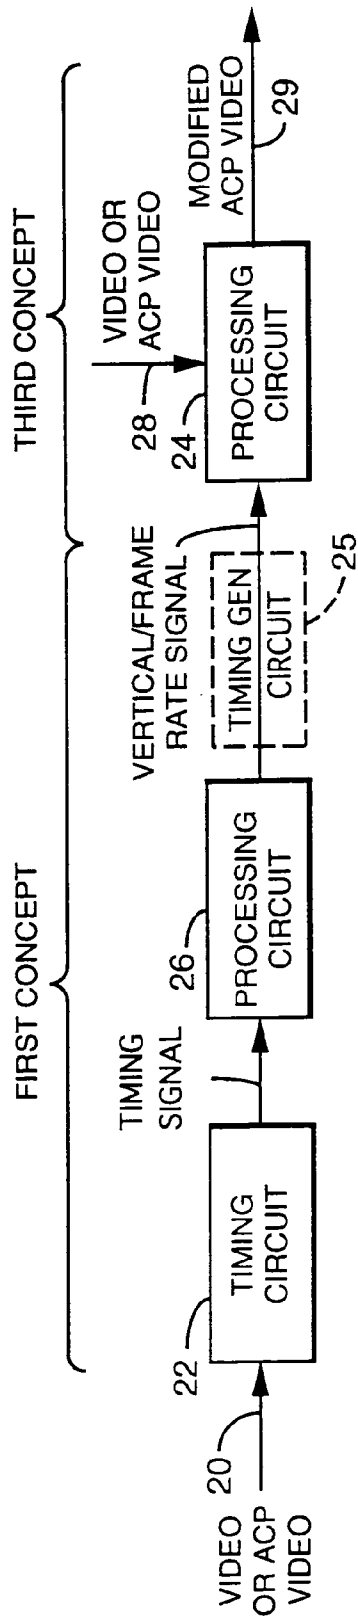 FIRST CONCEPT
THIRD CONCEPT
VIDEO
OR ACP
VIDEO
20
22
TIMING
CIRCUIT
TIMING
SIGNAL
26
PROCESSING
CIRCUIT
VERTICAL/FRAME
RATE SIGNAL
TIMING GEN
CIRCUIT
25
VIDEO OR
ACP VIDEO
28
24
PROCESSING
CIRCUIT
MODIFIED
ACP VIDEO
29